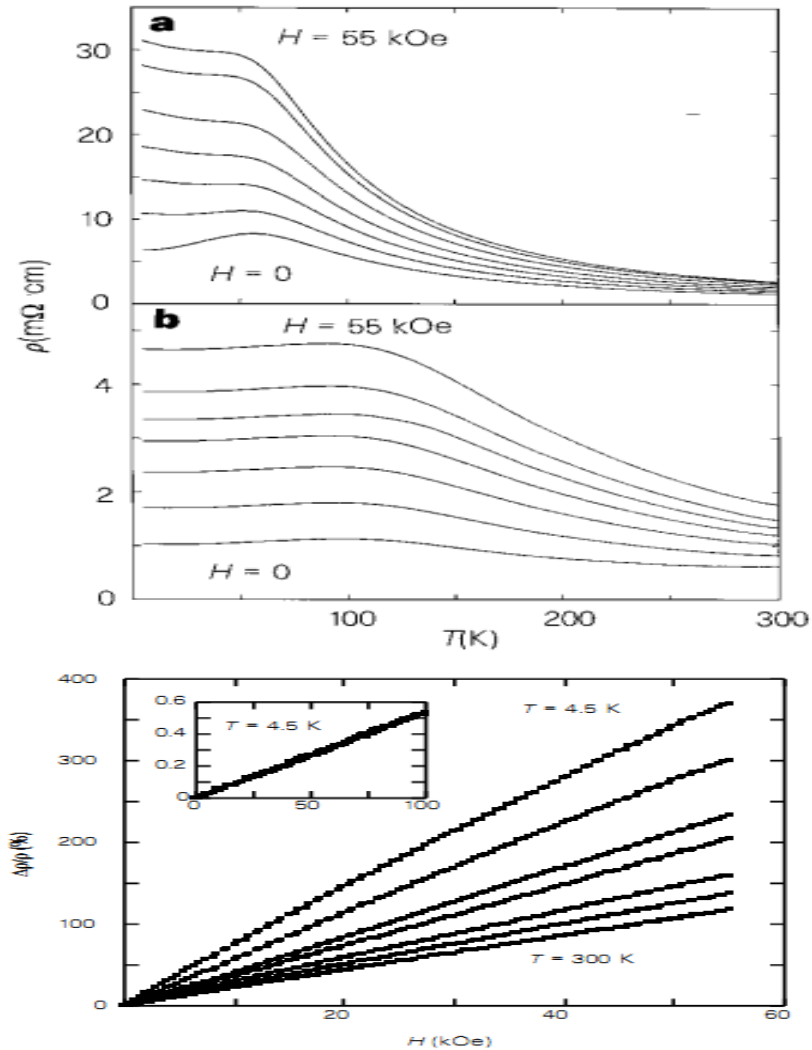 a
H = 55 kOe
30
20
10
H = 0
0
ρ(mΩ cm)
b
H = 55 kOe
4
2
H = 0
0
100
200
300
T(K)
400
300
200
100
0
Δρ/ρ (%)
0.6
0.4
0.2
0
T = 4.5 K
0
50
100
T = 4.5 K
T = 300 K
20
40
60
H (kOe)